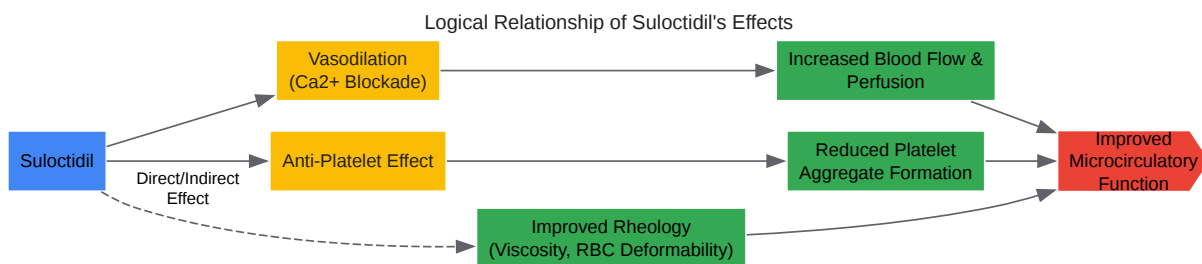 Logical Relationship of Suloctidil's Effects
Vasodilation
(Ca2+ Blockade)
Increased Blood Flow &
Perfusion
Suloctidil
Anti-Platelet Effect
Reduced Platelet
Aggregate Formation
Improved
Microcirculatory
Function
Direct/Indirect
Effect
Improved Rheology
(Viscosity, RBC Deformability)